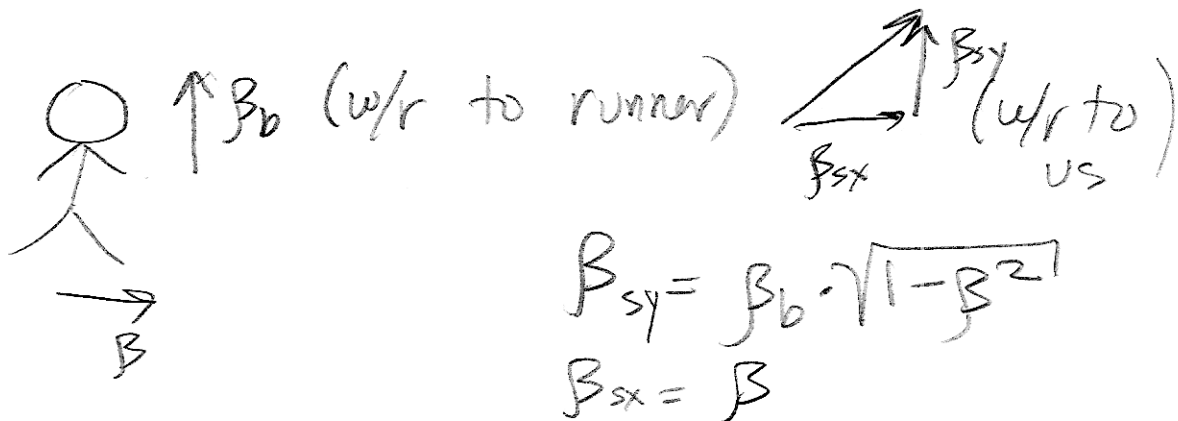 β_b (w/r to runner) β_sy
β_sx (w/r to us)
β
β_sy = β_b · √(1-β²)
β_sx = β